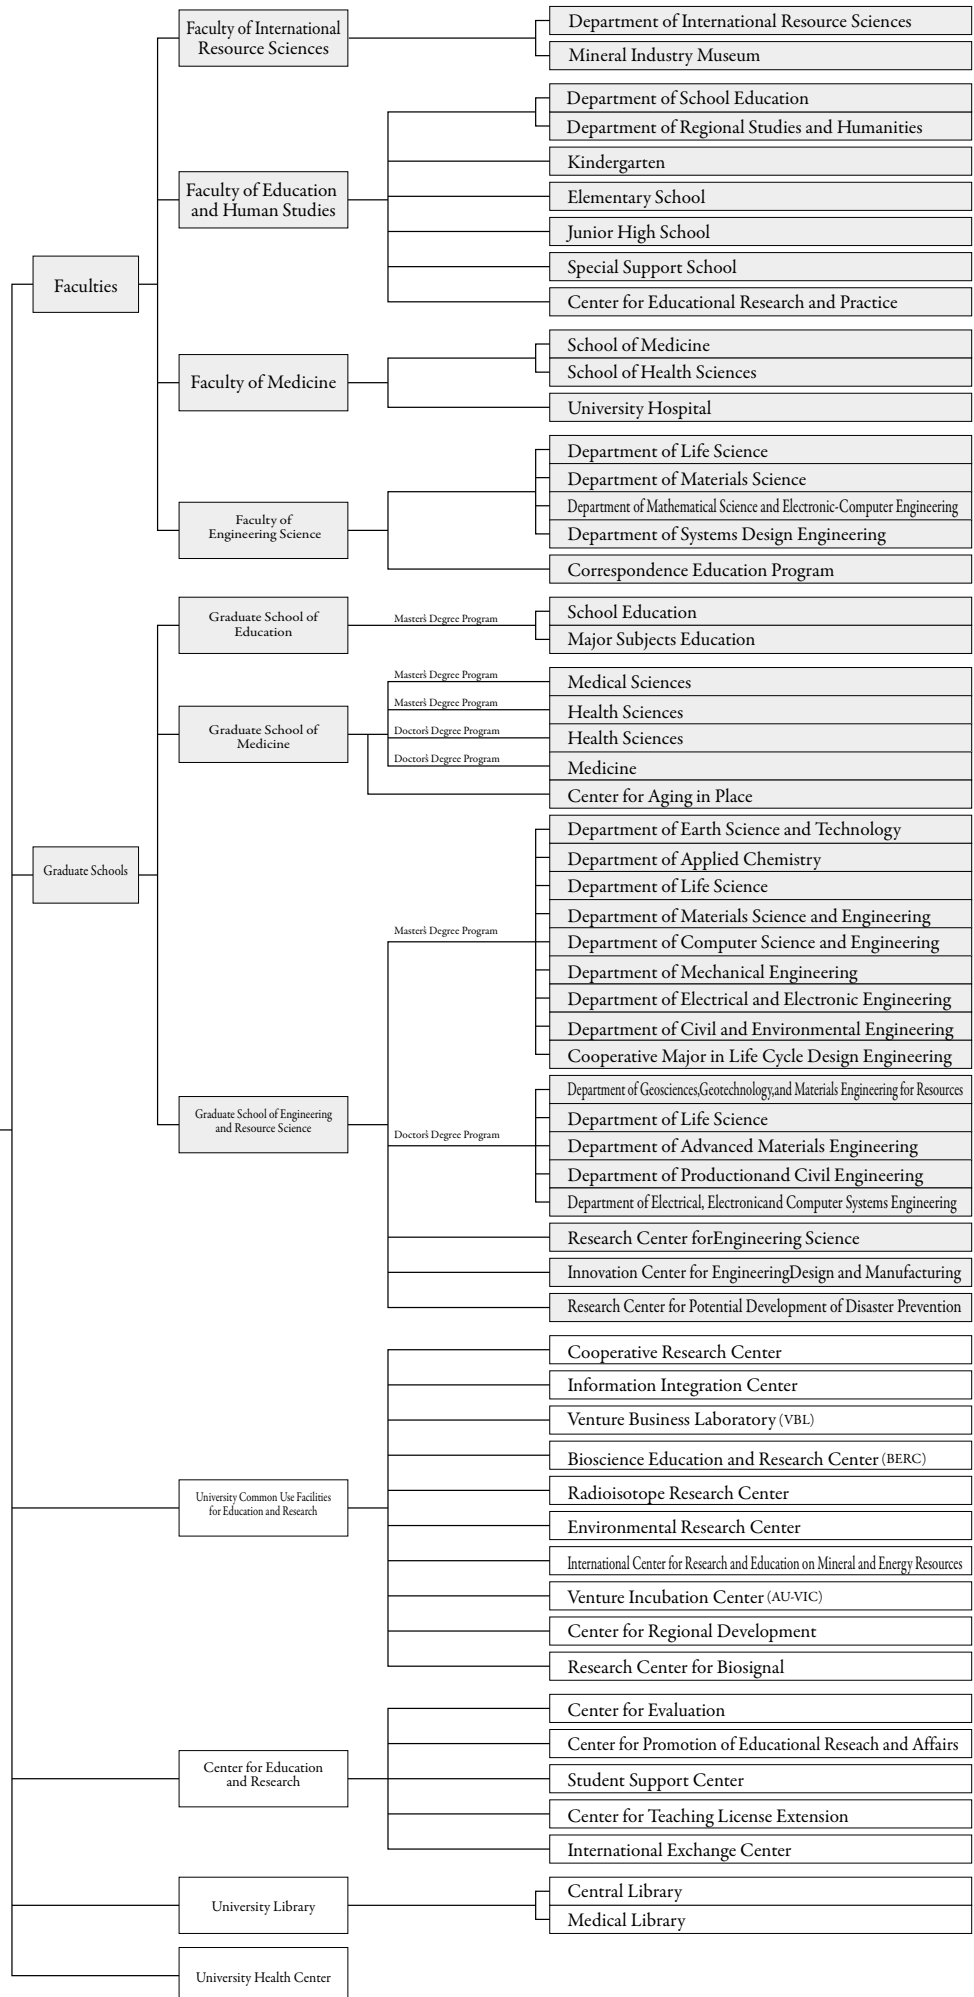 Faculties
Faculty of International
Resource Sciences
Department of International Resource Sciences
Mineral Industry Museum
Faculty of Education
and Human Studies
Department of School Education
Department of Regional Studies and Humanities
Kindergarten
Elementary School
Junior High School
Special Support School
Center for Educational Research and Practice
Faculty of Medicine
School of Medicine
School of Health Sciences
University Hospital
Faculty of
Engineering Science
Department of Life Science
Department of Materials Science
Department of Mathematical Science and Electronic-Computer Engineering
Department of Systems Design Engineering
Correspondence Education Program
Graduate Schools
Graduate School of
Education
Master's Degree Program
School Education
Major Subjects Education
Graduate School of
Medicine
Master's Degree Program
Medical Sciences
Master's Degree Program
Health Sciences
Doctor's Degree Program
Health Sciences
Doctor's Degree Program
Medicine
Center for Aging in Place
Graduate School of Engineering
and Resource Science
Master's Degree Program
Department of Earth Science and Technology
Department of Applied Chemistry
Department of Life Science
Department of Materials Science and Engineering
Department of Computer Science and Engineering
Department of Mechanical Engineering
Department of Electrical and Electronic Engineering
Department of Civil and Environmental Engineering
Cooperative Major in Life Cycle Design Engineering
Doctor's Degree Program
Department of Geosciences,Geotechnology,and Materials Engineering for Resources
Department of Life Science
Department of Advanced Materials Engineering
Department of Productionand Civil Engineering
Department of Electrical, Electronicand Computer Systems Engineering
Research Center forEngineering Science
Innovation Center for EngineeringDesign and Manufacturing
Research Center for Potential Development of Disaster Prevention
University Common Use Facilities
for Education and Research
Cooperative Research Center
Information Integration Center
Venture Business Laboratory (VBL)
Bioscience Education and Research Center (BERC)
Radioisotope Research Center
Environmental Research Center
International Center for Research and Education on Mineral and Energy Resources
Venture Incubation Center (AU-VIC)
Center for Regional Development
Research Center for Biosignal
Center for Education
and Research
Center for Evaluation
Center for Promotion of Educational Reseach and Affairs
Student Support Center
Center for Teaching License Extension
International Exchange Center
University Library
Central Library
Medical Library
University Health Center